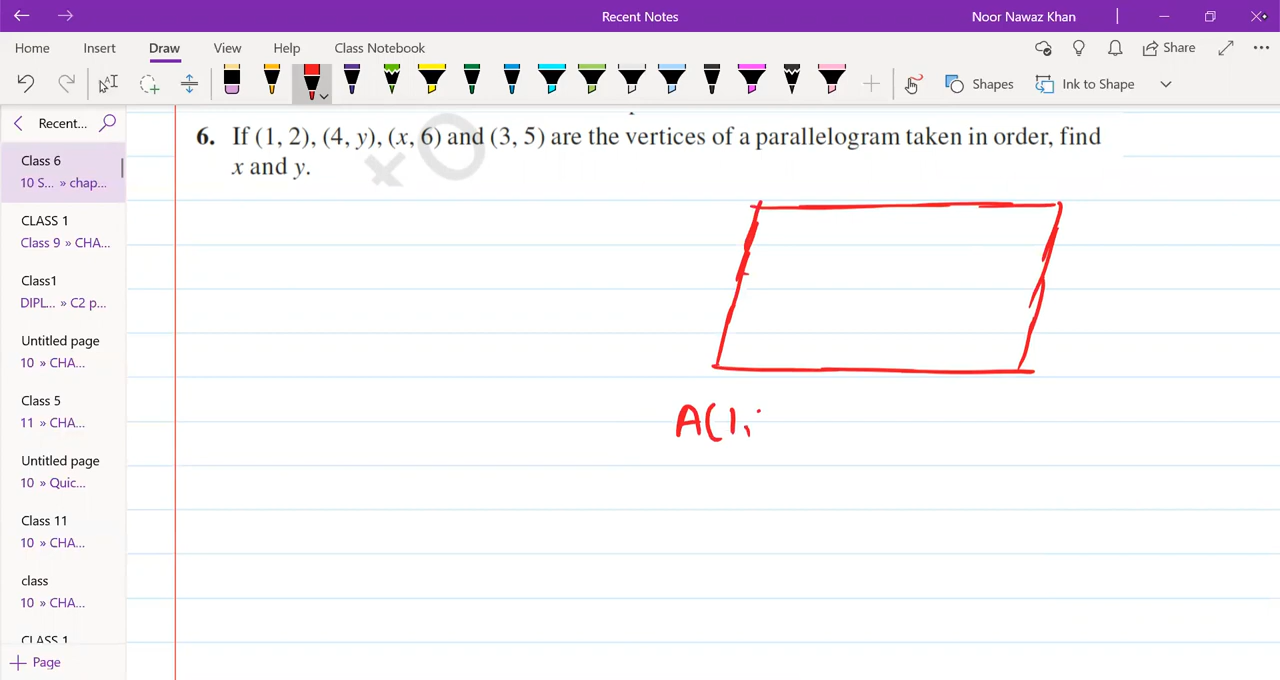 Recent Notes
Noor Nawaz Khan
Home Insert Draw View Help Class Notebook
Share
Shapes
Ink to Shape
Recent...
Class 6
10 S... » chap...
CLASS 1
Class 9 » CHA...
Class1
DIPL... » C2 p...
Untitled page
10 » CHA...
Class 5
11 » CHA...
Untitled page
10 » Quic...
Class 11
10 » CHA...
class
10 » CHA...
CLASS 1
Page
6. If (1, 2), (4, y), (x, 6) and (3, 5) are the vertices of a parallelogram taken in order, find
x and y.
A(1,